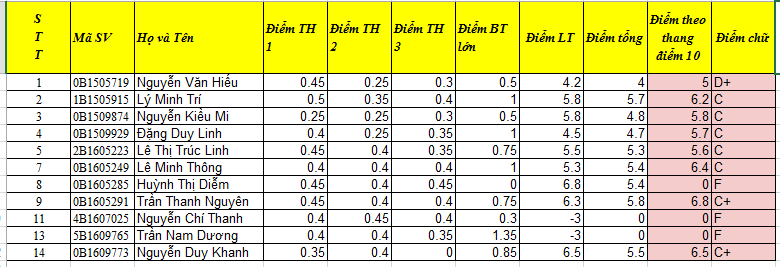 S T T Mã SV Họ và Tên Điểm TH 1 Điểm TH 2 Điểm TH 3 Điểm BT lớn Điểm LT Điểm tổng Điểm theo thang điểm 10 Điểm chữ
1 0B1505719 Nguyễn Văn Hiếu 0.45 0.25 0.3 0.5 4.2 4 5 D+
2 1B1505915 Lý Minh Trí 0.5 0.35 0.4 1 5.8 5.7 6.2 C
3 0B1509874 Nguyễn Kiều Mi 0.25 0.25 0.3 0.5 5.8 4.8 5.8 C
4 0B1509929 Đặng Duy Linh 0.4 0.25 0.35 1 4.5 4.7 5.7 C
5 2B1605223 Lê Thị Trúc Linh 0.45 0.4 0.35 0.75 5.5 5.3 5.6 C
7 0B1605249 Lê Minh Thông 0.4 0.4 0.4 1 5.3 5.4 6.4 C
8 0B1605285 Huỳnh Thị Diễm 0.45 0.4 0.45 0 6.8 5.4 0 F
9 0B1605291 Trần Thanh Nguyên 0.45 0.4 0.4 0.75 6.3 5.8 6.8 C+
11 4B1607025 Nguyễn Chí Thanh 0.4 0.45 0.4 0.3 -3 0 0 F
13 5B1609765 Trần Nam Dương 0.4 0.4 0.35 1.35 -3 0 0 F
14 0B1609773 Nguyễn Duy Khanh 0.35 0.4 0 0.85 6.5 5.5 6.5 C+